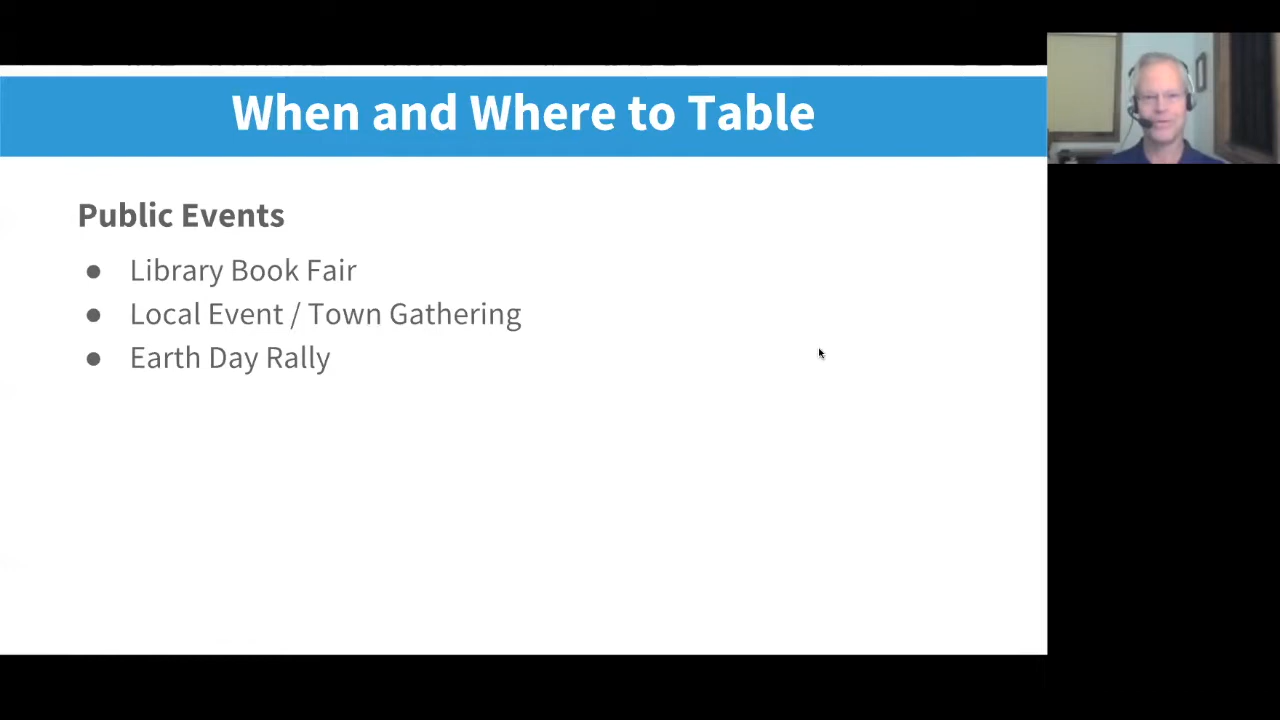 When and Where to Table
Public Events
● Library Book Fair
● Local Event / Town Gathering
● Earth Day Rally